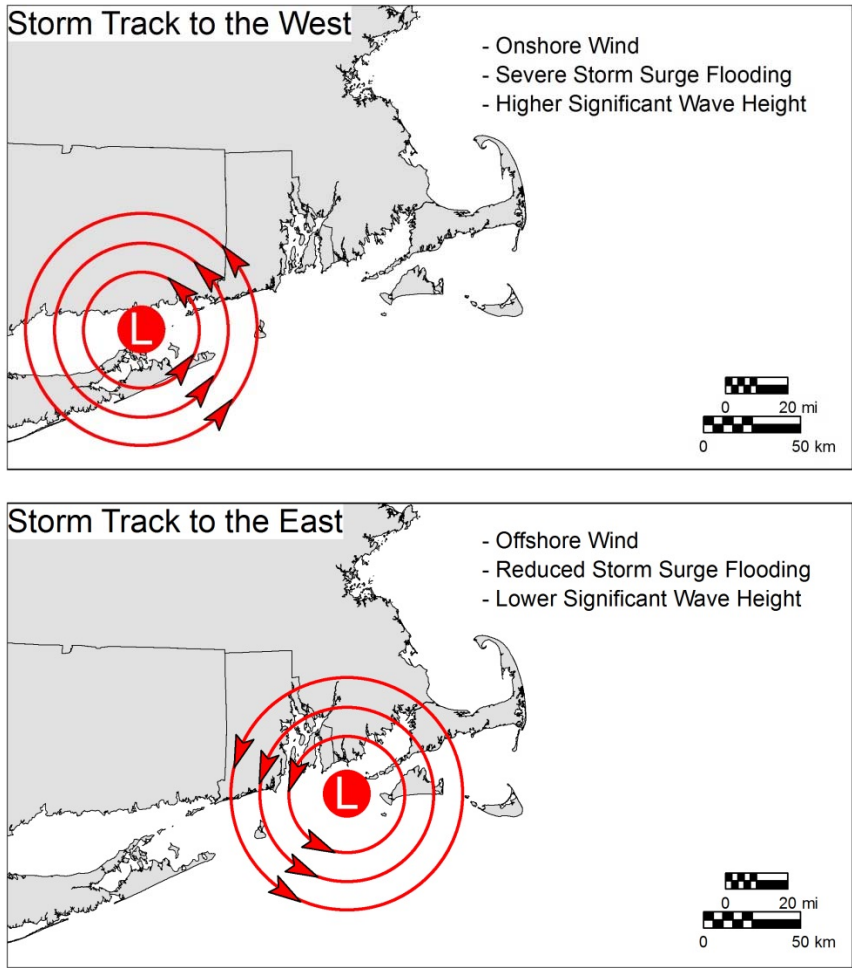 Storm Track to the West
- Onshore Wind
- Severe Storm Surge Flooding
- Higher Significant Wave Height
L
0 20 mi
0 50 km
Storm Track to the East
- Offshore Wind
- Reduced Storm Surge Flooding
- Lower Significant Wave Height
L
0 20 mi
0 50 km